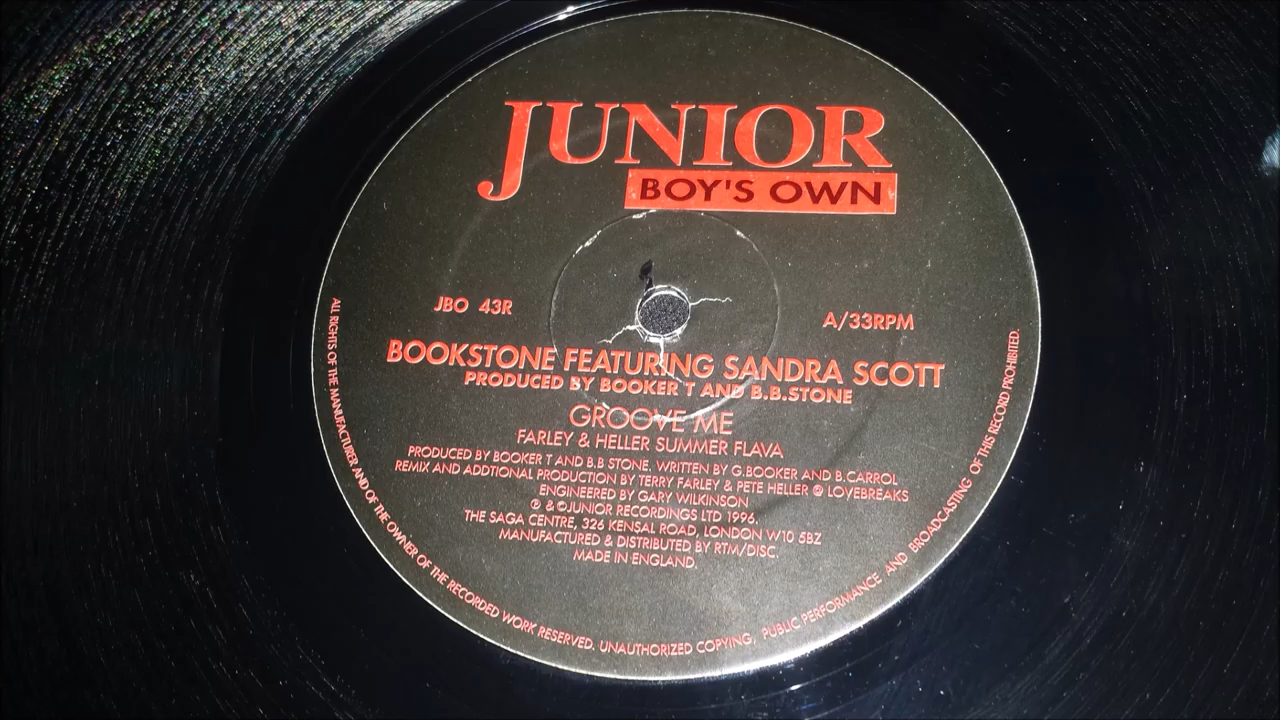 JUNIOR
BOY'S OWN
JBO 43R
A/33RPM
BOOKSTONE FEATURING SANDRA SCOTT
PRODUCED BY BOOKER T AND B.B.STONE
GROOVE ME
FARLEY & HELLER SUMMER FLAVA
PRODUCED BY BOOKER T AND B.B STONE. WRITTEN BY G.BOOKER AND B.CARROL
REMIX AND ADDTIONAL PRODUCTION BY TERRY FARLEY & PETE HELLER @ LOVEBREAKS
ENGINEERED BY GARY WILKINSON
℗ & ©JUNIOR RECORDINGS LTD 1996.
THE SAGA CENTRE, 326 KENSAL ROAD, LONDON W10 5BZ
MANUFACTURED & DISTRIBUTED BY RTM/DISC.
MADE IN ENGLAND.
ALL RIGHTS OF THE MANUFACTURER AND OF THE OWNER OF THE RECORDED WORK RESERVED. UNAUTHORIZED COPYING, PUBLIC PERFORMANCE AND BROADCASTING OF THIS RECORD PROHIBITED.